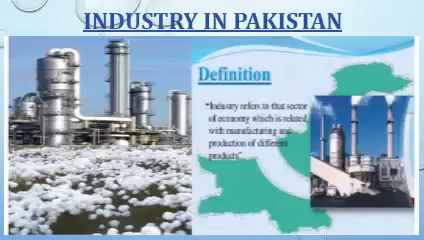 INDUSTRY IN PAKISTAN
Definition
"Industry refers to that sector
of economy which is related
with manufacturing and
production of different
products"